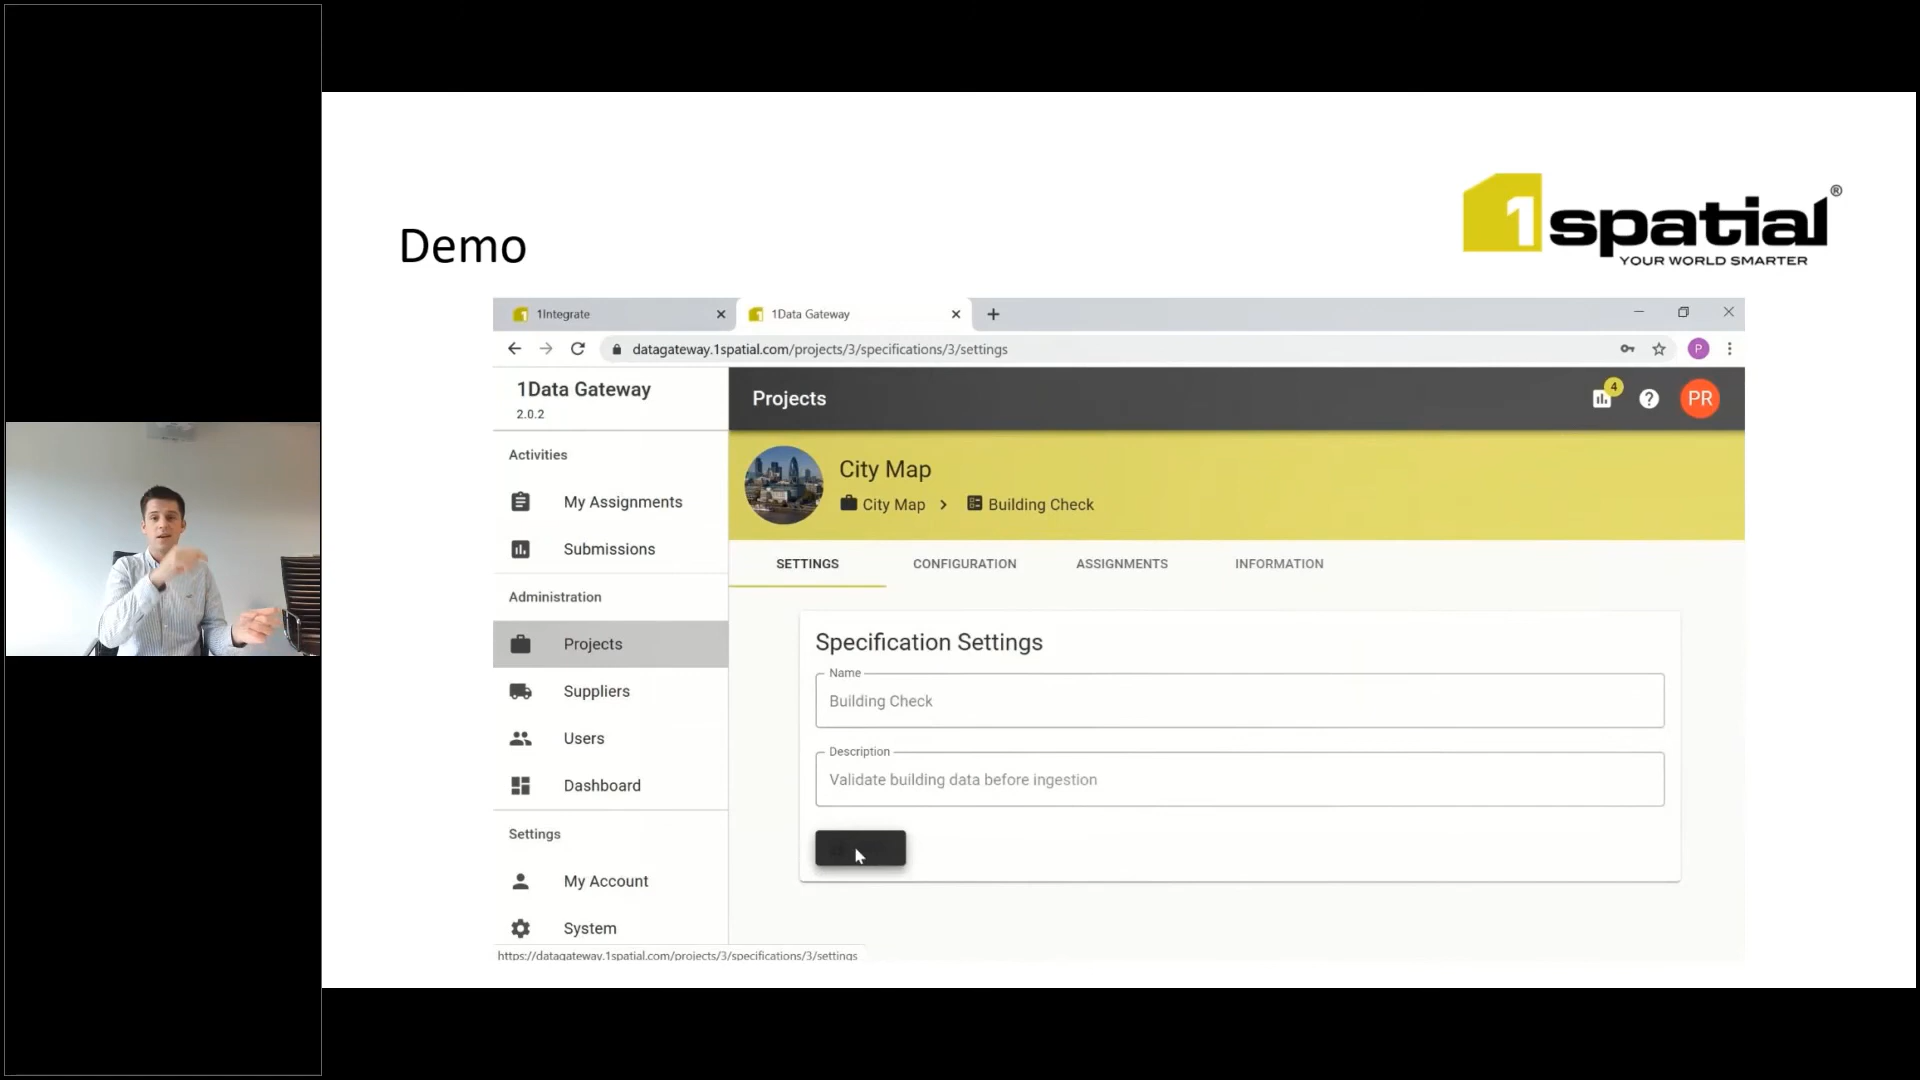 Demo
1spatial®
YOUR WORLD SMARTER
1Integrate
1Data Gateway
datagateway.1spatial.com/projects/3/specifications/3/settings
P
1Data Gateway
2.0.2
Projects
4
PR
Activities
My Assignments
Submissions
Administration
Projects
Suppliers
Users
Dashboard
Settings
My Account
System
City Map
City Map > Building Check
SETTINGS CONFIGURATION ASSIGNMENTS INFORMATION
Specification Settings
Name
Building Check
Description
Validate building data before ingestion
https://datagateway.1spatial.com/projects/3/specifications/3/settings